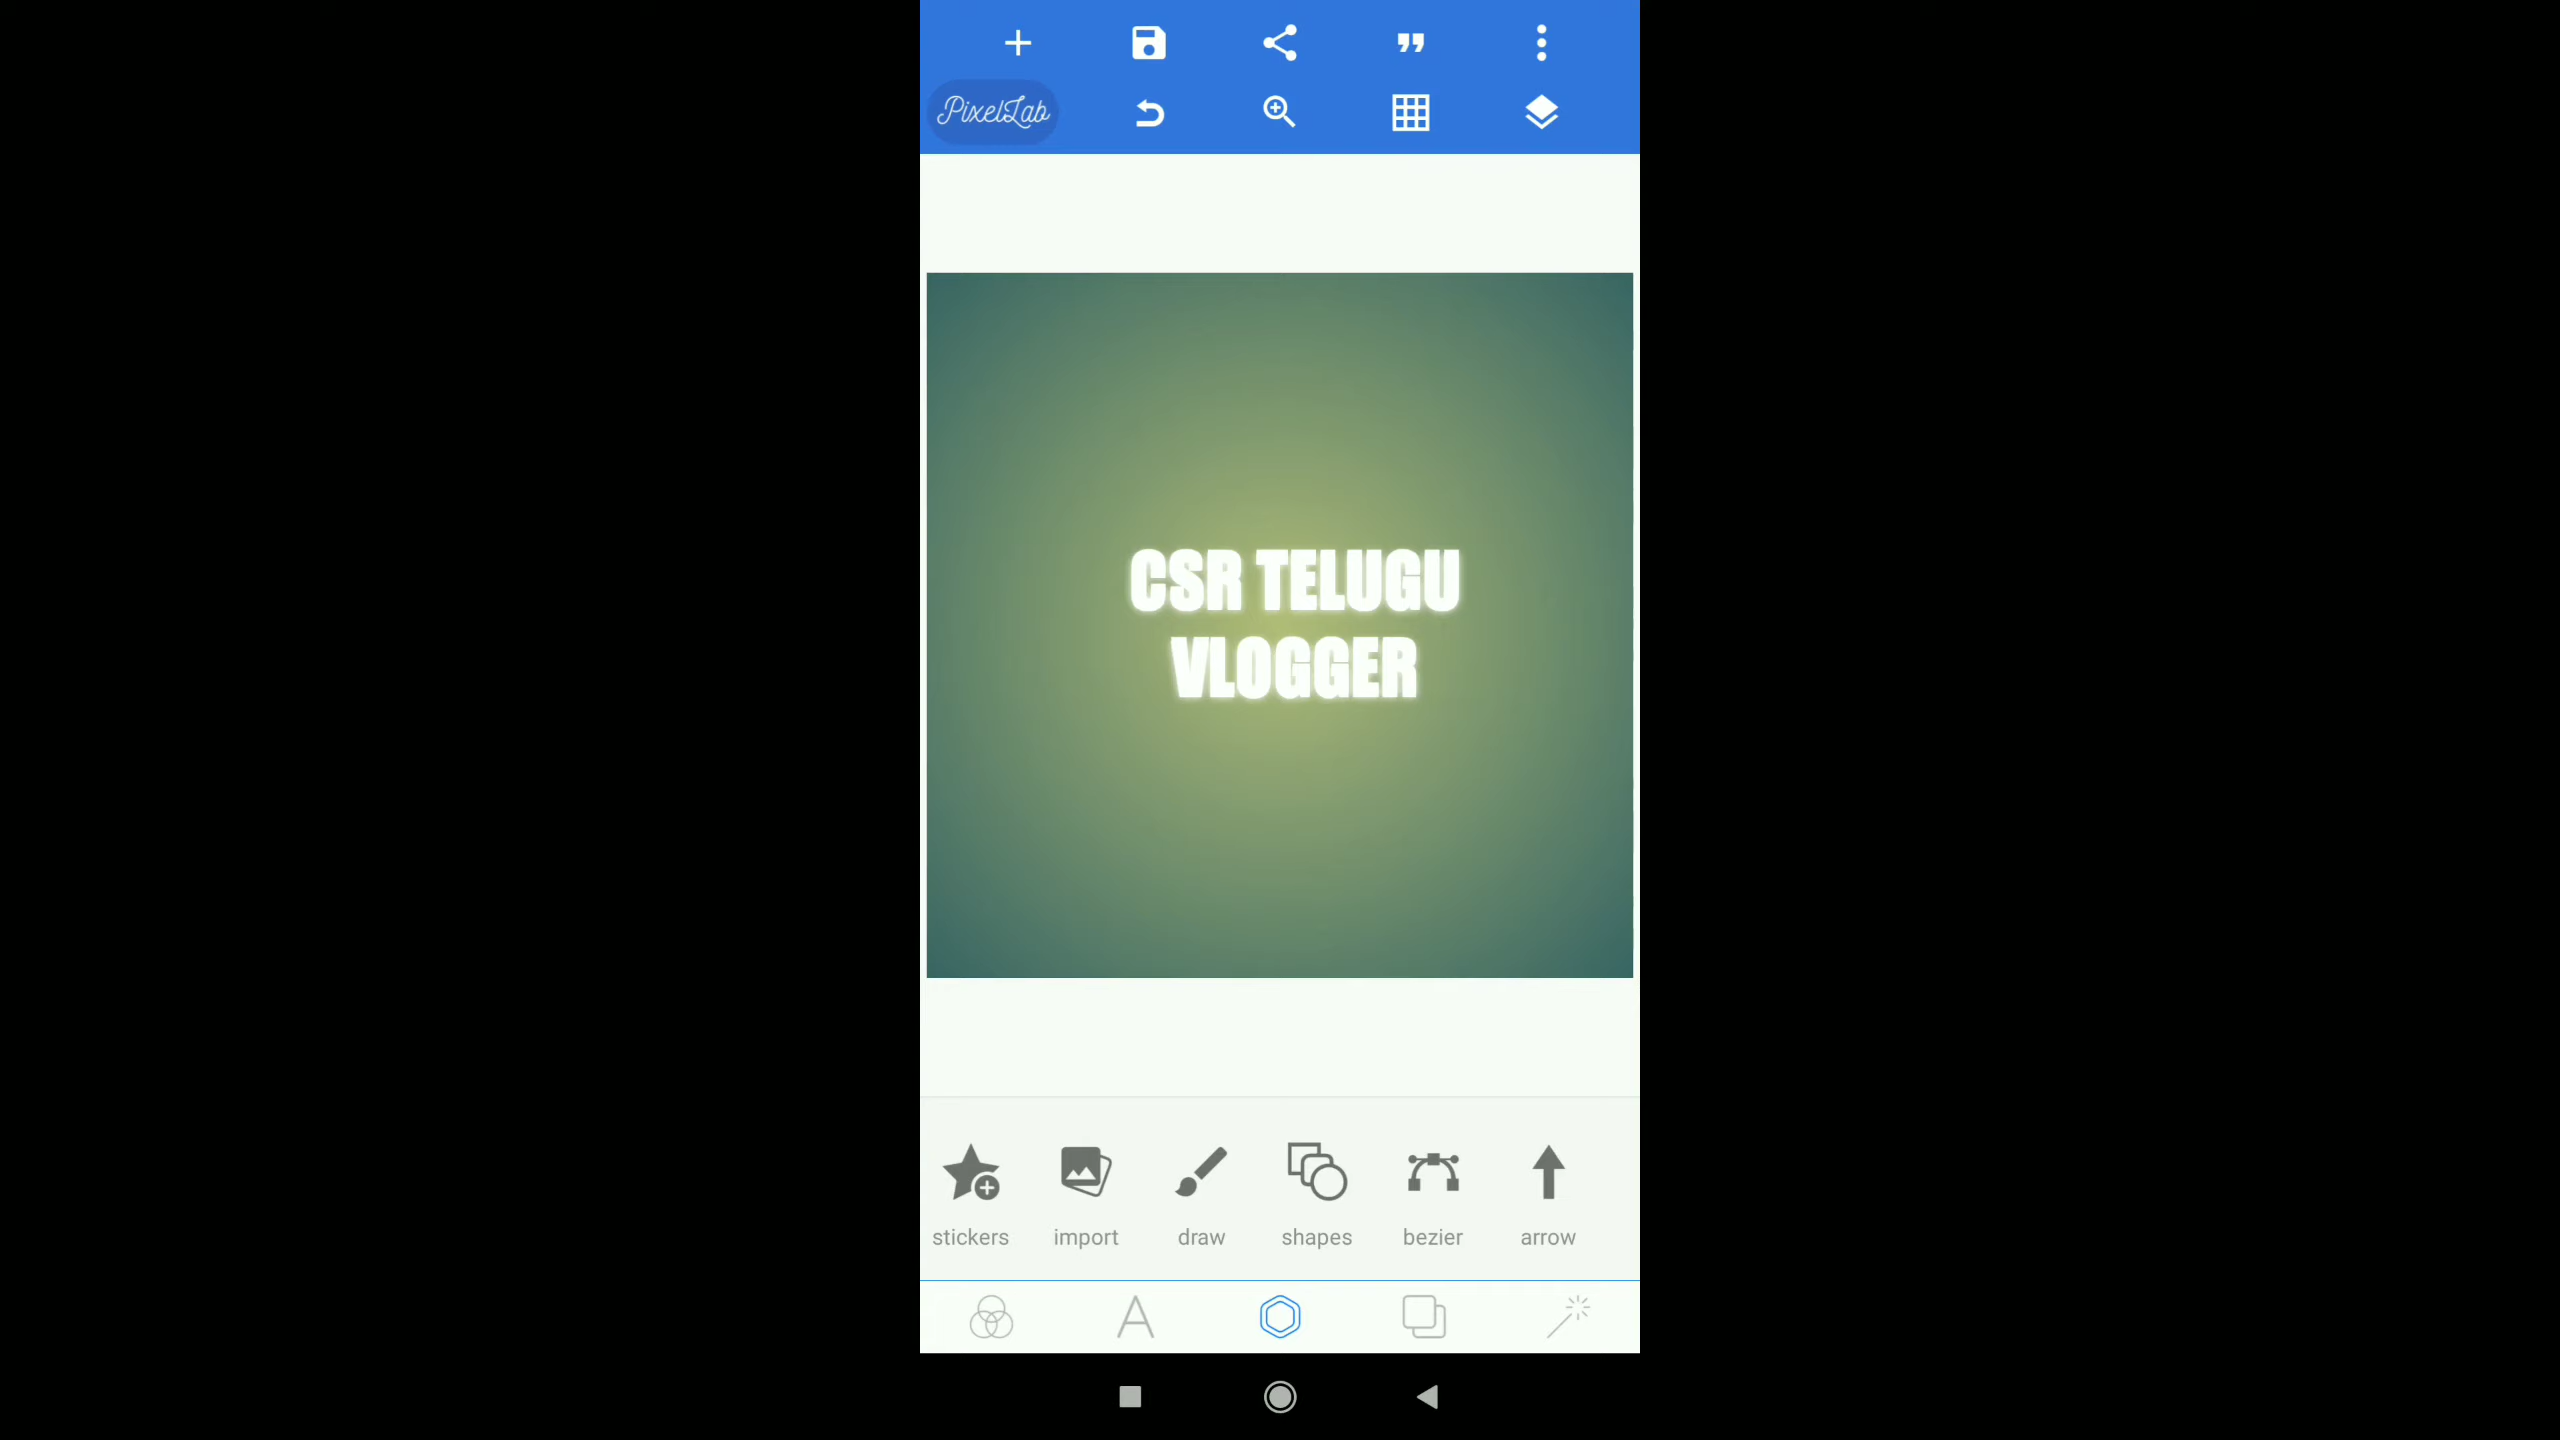 PixelLab
CSR TELUGU
VLOGGER
stickers import draw shapes bezier arrow